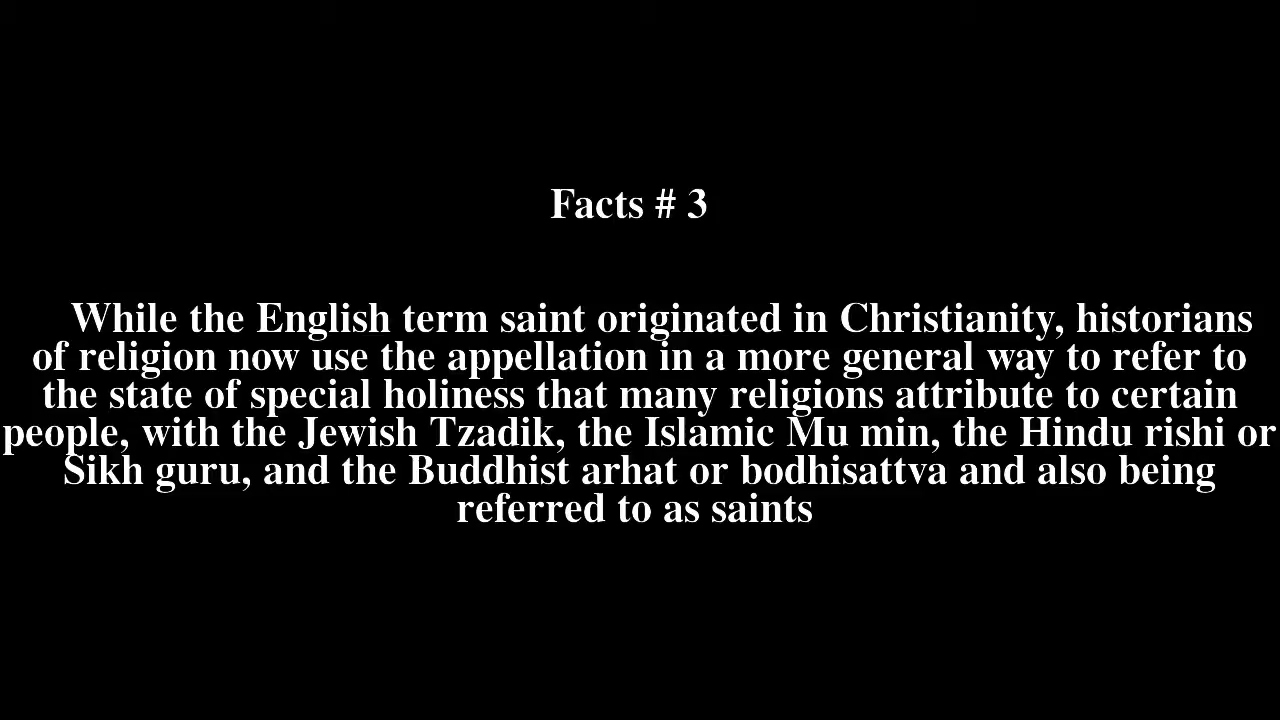 Facts # 3
While the English term saint originated in Christianity, historians
of religion now use the appellation in a more general way to refer to
the state of special holiness that many religions attribute to certain
people, with the Jewish Tzadik, the Islamic Mu min, the Hindu rishi or
Sikh guru, and the Buddhist arhat or bodhisattva and also being
referred to as saints